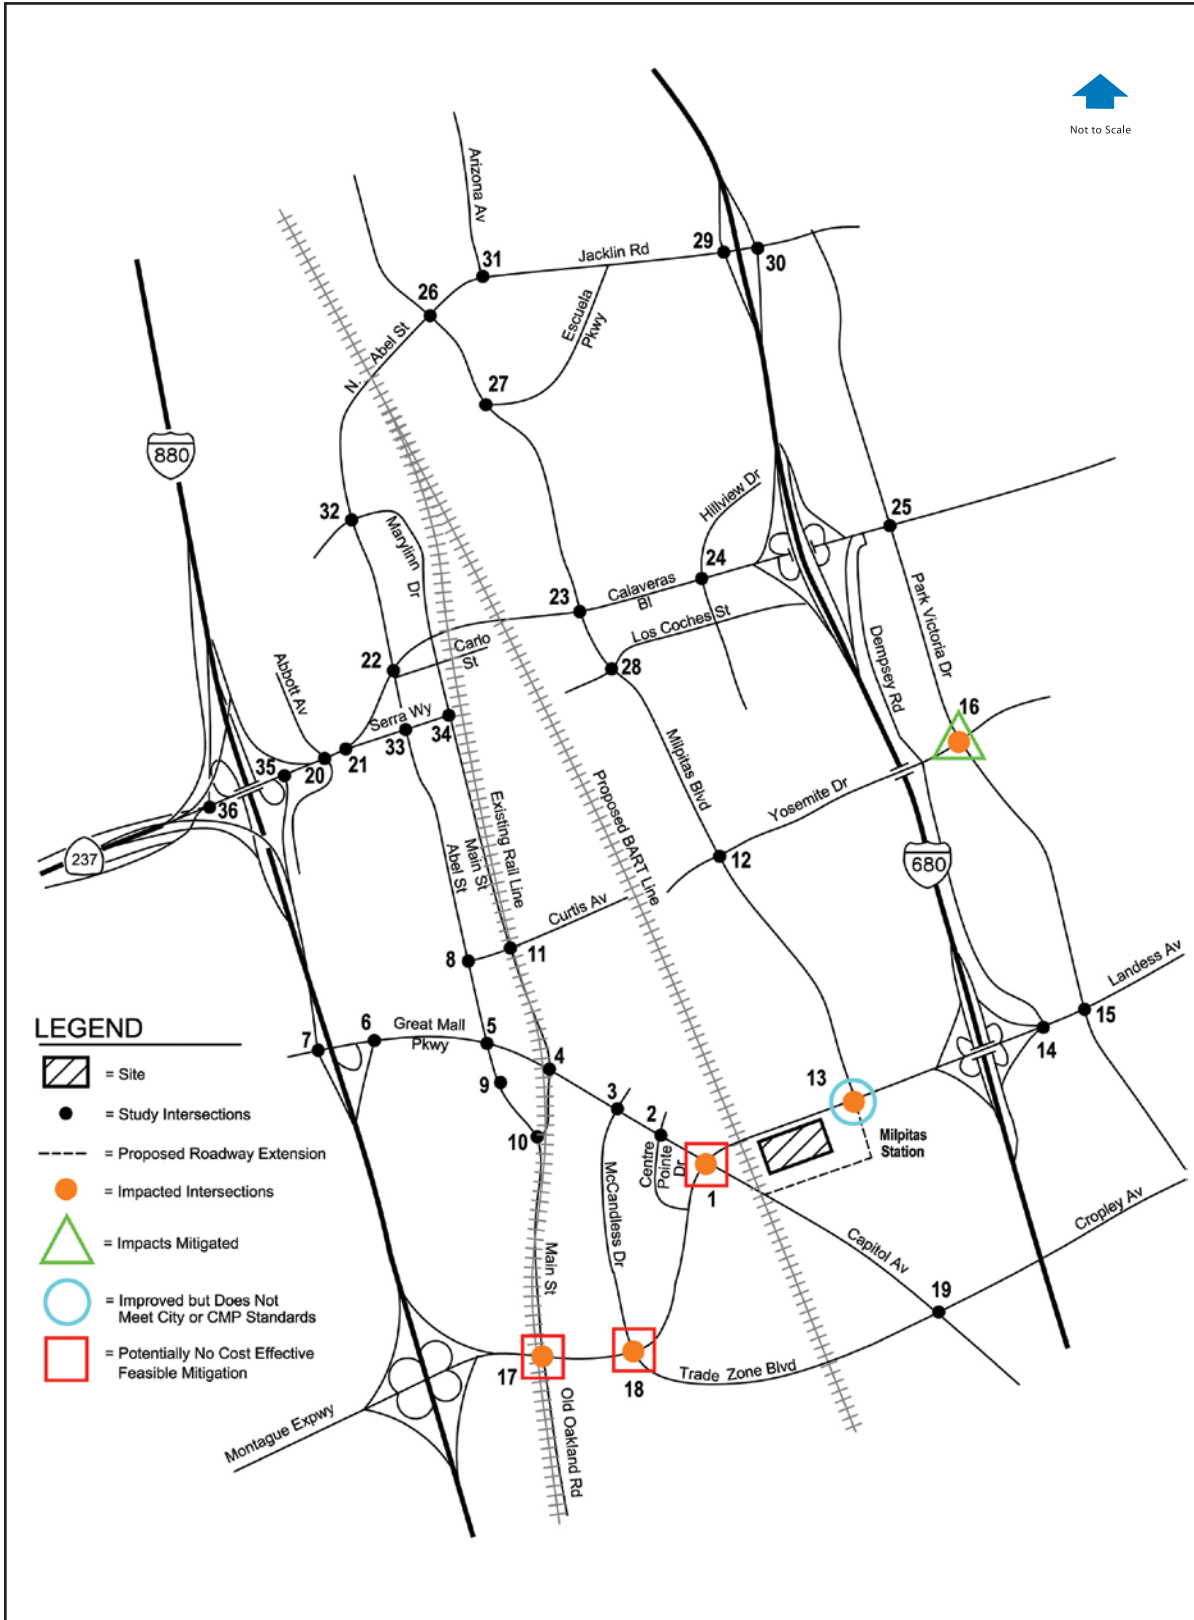 Not to Scale
Arizona Av
31
Jacklin Rd
29
30
26
N. Abel St
Escuela
Pkwy
27
880
32
Marylinn Dr
Hillview Dr
25
24
23
Calaveras
Bl
Los Coches St
Park Victoria Dr
Dempsey Rd
22
Carlo
St
28
Abbott Av
Serra Wy
34
33
21
20
35
36
237
16
Milpitas Blvd
Proposed BART Line
Yosemite Dr
Existing Rail Line
Main St
Abel St
12
680
Curtis Av
11
8
Landess Av
15
14
LEGEND
= Site
= Study Intersections
= Proposed Roadway Extension
= Impacted Intersections
= Impacts Mitigated
= Improved but Does Not
Meet City or CMP Standards
= Potentially No Cost Effective
Feasible Mitigation
7
6
Great Mall
Pkwy
5
4
9
10
3
2
13
Milpitas
Station
Centre
Pointe
Dr
1
McCandless Dr
Main St
Capitol Av
Cropley Av
19
17
18
Trade Zone Blvd
Old Oakland Rd
Montague Expwy